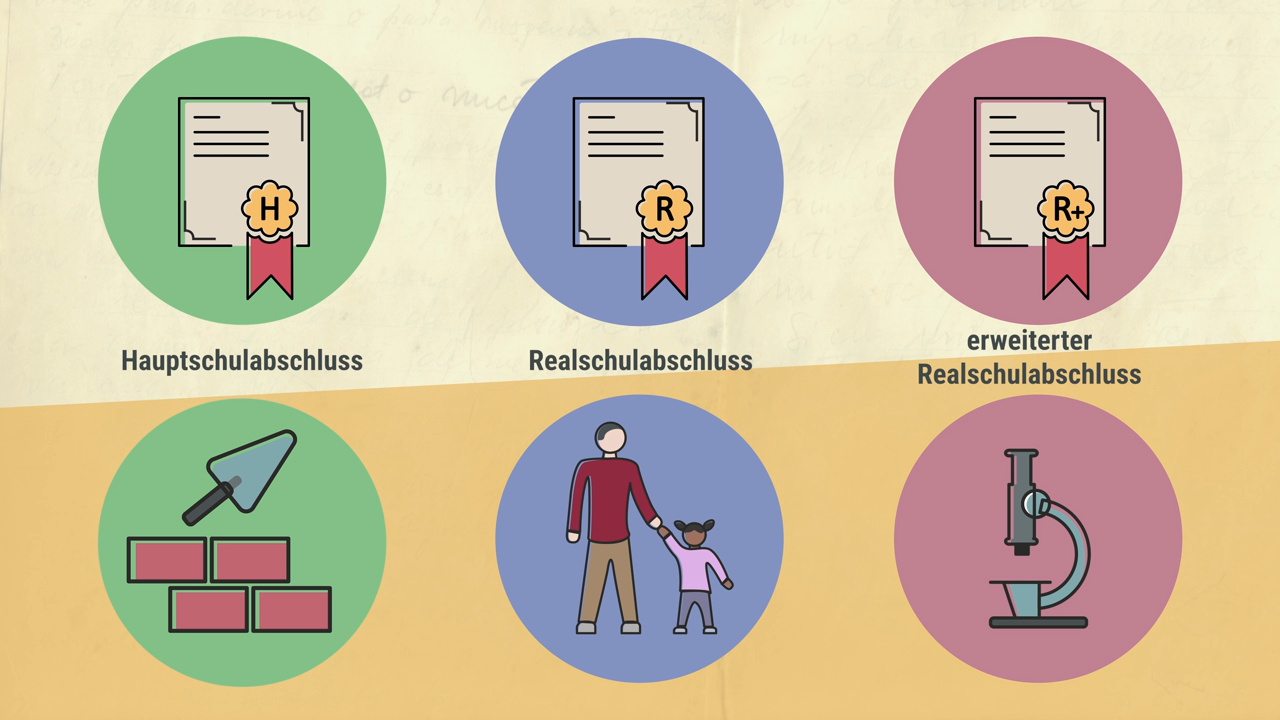 H
R
R+
Hauptschulabschluss
Realschulabschluss
erweiterter
Realschulabschluss